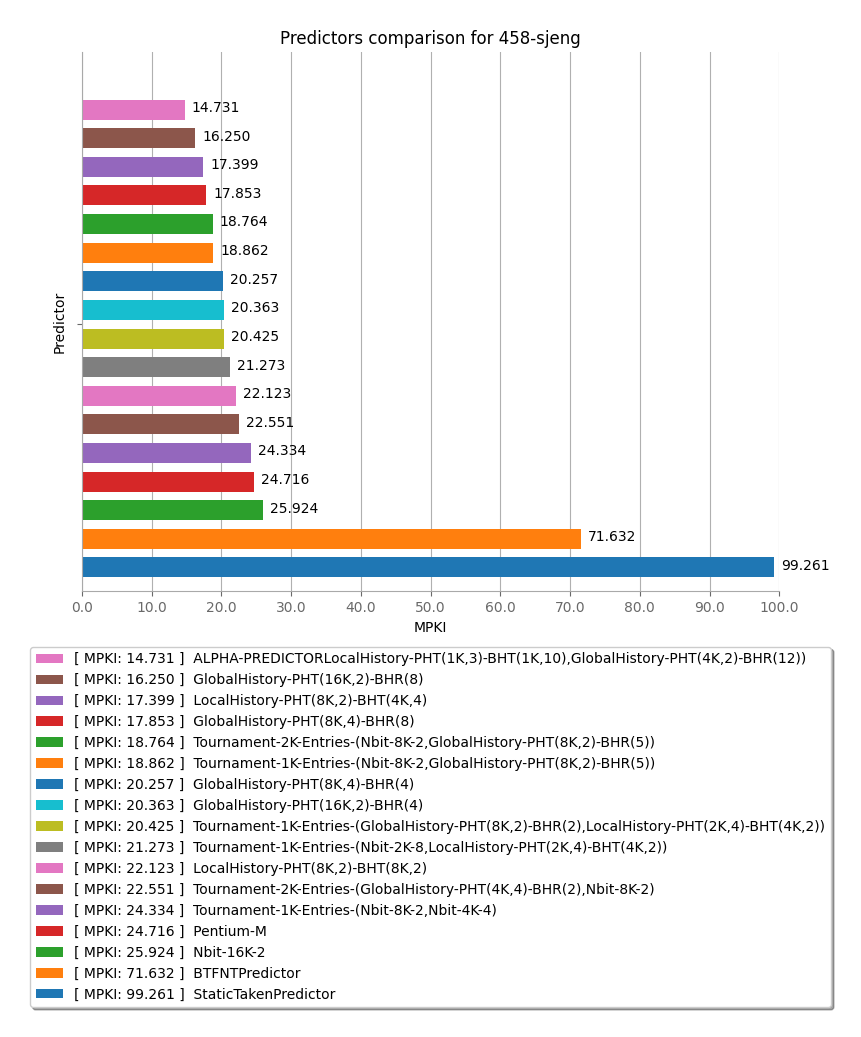 Predictors comparison for 458-sjeng
14.731
16.250
17.399
17.853
18.764
18.862
20.257
20.363
20.425
21.273
22.123
22.551
24.334
24.716
25.924
71.632
99.261
Predictor
0.0 10.0 20.0 30.0 40.0 50.0 60.0 70.0 80.0 90.0 100.0
MPKI
[ MPKI: 14.731 ] ALPHA-PREDICTORLocalHistory-PHT(1K,3)-BHT(1K,10),GlobalHistory-PHT(4K,2)-BHR(12))
[ MPKI: 16.250 ] GlobalHistory-PHT(16K,2)-BHR(8)
[ MPKI: 17.399 ] LocalHistory-PHT(8K,2)-BHT(4K,4)
[ MPKI: 17.853 ] GlobalHistory-PHT(8K,4)-BHR(8)
[ MPKI: 18.764 ] Tournament-2K-Entries-(Nbit-8K-2,GlobalHistory-PHT(8K,2)-BHR(5))
[ MPKI: 18.862 ] Tournament-1K-Entries-(Nbit-8K-2,GlobalHistory-PHT(8K,2)-BHR(5))
[ MPKI: 20.257 ] GlobalHistory-PHT(8K,4)-BHR(4)
[ MPKI: 20.363 ] GlobalHistory-PHT(16K,2)-BHR(4)
[ MPKI: 20.425 ] Tournament-1K-Entries-(GlobalHistory-PHT(8K,2)-BHR(2),LocalHistory-PHT(2K,4)-BHT(4K,2))
[ MPKI: 21.273 ] Tournament-1K-Entries-(Nbit-2K-8,LocalHistory-PHT(2K,4)-BHT(4K,2))
[ MPKI: 22.123 ] LocalHistory-PHT(8K,2)-BHT(8K,2)
[ MPKI: 22.551 ] Tournament-2K-Entries-(GlobalHistory-PHT(4K,4)-BHR(2),Nbit-8K-2)
[ MPKI: 24.334 ] Tournament-1K-Entries-(Nbit-8K-2,Nbit-4K-4)
[ MPKI: 24.716 ] Pentium-M
[ MPKI: 25.924 ] Nbit-16K-2
[ MPKI: 71.632 ] BTFNTPredictor
[ MPKI: 99.261 ] StaticTakenPredictor